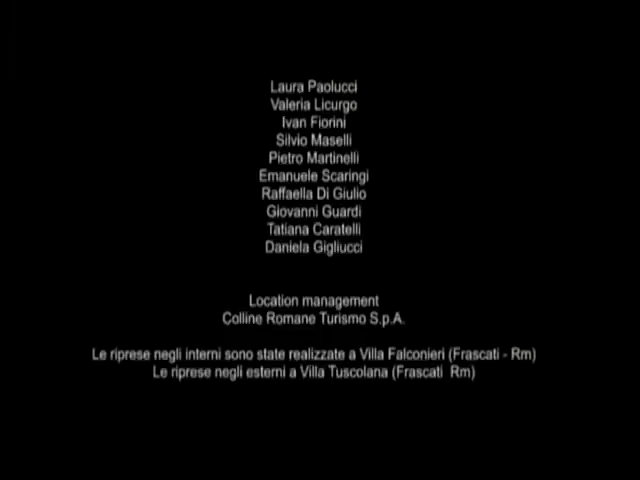 Laura Paolucci
Valeria Licurgo
Ivan Fiorini
Silvio Maselli
Pietro Martinelli
Emanuele Scaringi
Raffaella Di Giulio
Giovanni Guardi
Tatiana Caratelli
Daniela Gigliucci
Location management
Colline Romane Turismo S.p.A.
Le riprese negli interni sono state realizzate a Villa Falconieri (Frascati - Rm)
Le riprese negli esterni a Villa Tuscolana (Frascati Rm)